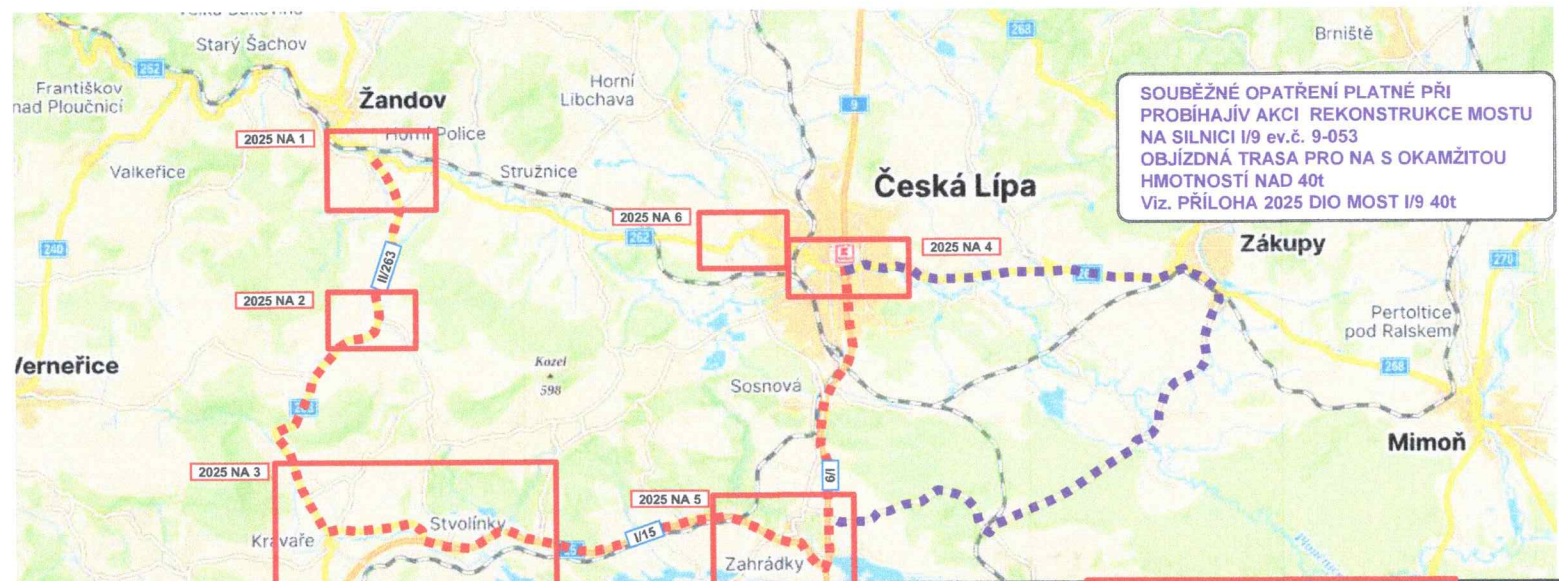 Starý Šachov
Brniště
268
262
Františkov
nad Ploučnicí
Horní
Libchava
Žandov
9
SOUBĚŽNÉ OPATŘENÍ PLATNÉ PŘI
PROBÍHAJÍV AKCI REKONSTRUKCE MOSTU
NA SILNICI I/9 ev.č. 9-053
OBJÍZDNÁ TRASA PRO NA S OKAMŽITOU
HMOTNOSTÍ NAD 40t
Viz. PŘÍLOHA 2025 DIO MOST I/9 40t
2025 NA 1
Horní Police
Valkeřice
Stružnice
Česká Lípa
2025 NA 6
262
2025 NA 4
Zákupy
240
II/263
270
2025 NA 2
Pertoltice
pod Ralskem
Verneřice
Kozel
598
Sosnová
268
Mimoň
2025 NA 3
9/I
2025 NA 5
Stvolínky
Kravaře
I/15
Zahrádky